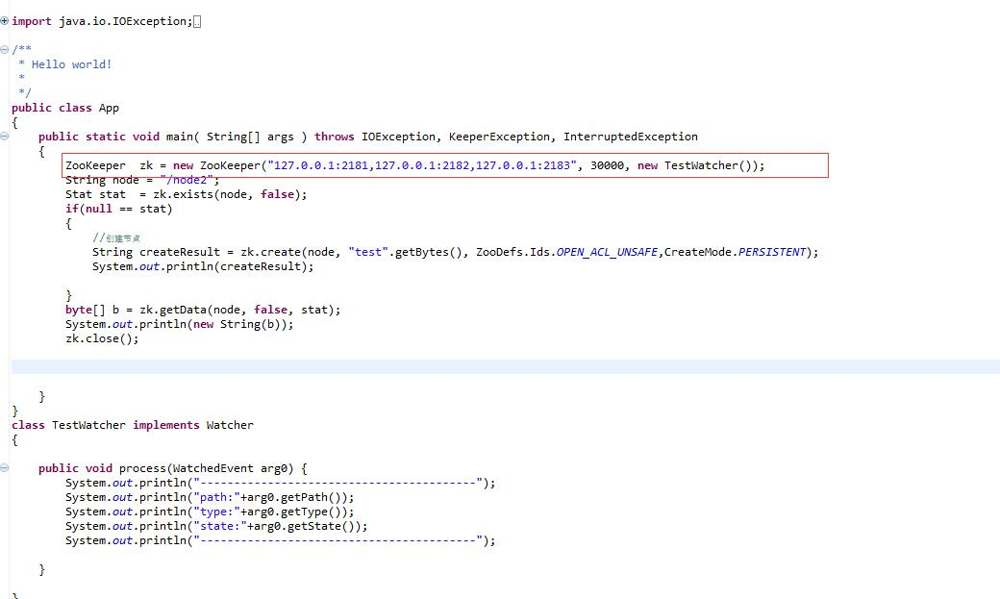 import java.io.IOException;
/**
 * Hello world!
 *
 */
public class App
{
    public static void main( String[] args ) throws IOException, KeeperException, InterruptedException
    {
        ZooKeeper  zk = new ZooKeeper("127.0.0.1:2181,127.0.0.1:2182,127.0.0.1:2183", 30000, new TestWatcher());
        String node = "/node2";
        Stat stat  = zk.exists(node, false);
        if(null == stat)
        {
            //创建节点
            String createResult = zk.create(node, "test".getBytes(), ZooDefs.Ids.OPEN_ACL_UNSAFE,CreateMode.PERSISTENT);
            System.out.println(createResult);
        }
        byte[] b = zk.getData(node, false, stat);
        System.out.println(new String(b));
        zk.close();
    }
}
class TestWatcher implements Watcher
{
    public void process(WatchedEvent arg0) {
        System.out.println("-----------------------------------------");
        System.out.println("path:"+arg0.getPath());
        System.out.println("type:"+arg0.getType());
        System.out.println("state:"+arg0.getState());
        System.out.println("-----------------------------------------");
    }
}